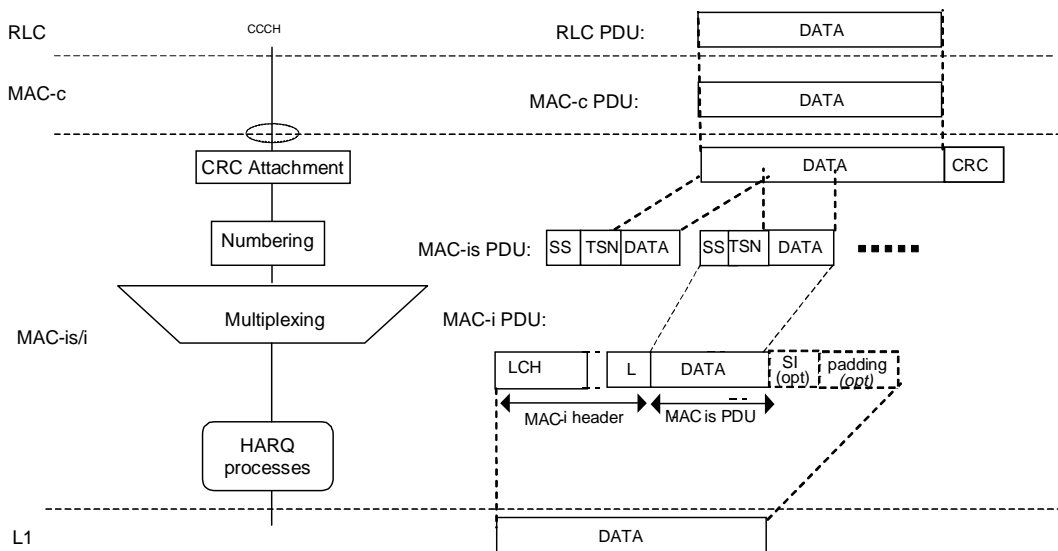 RLC
CCCH
RLC PDU:
DATA
MAC-c
MAC-c PDU:
DATA
CRC Attachment
DATA
CRC
Numbering
MAC-is PDU:
SS
TSN
DATA
SS
TSN
DATA
MAC-is/i
Multiplexing
MAC-i PDU:
LCH
L
DATA
SI
(opt)
padding
(opt)
MAC-i header
MAC-is PDU
HARQ
processes
L1
DATA